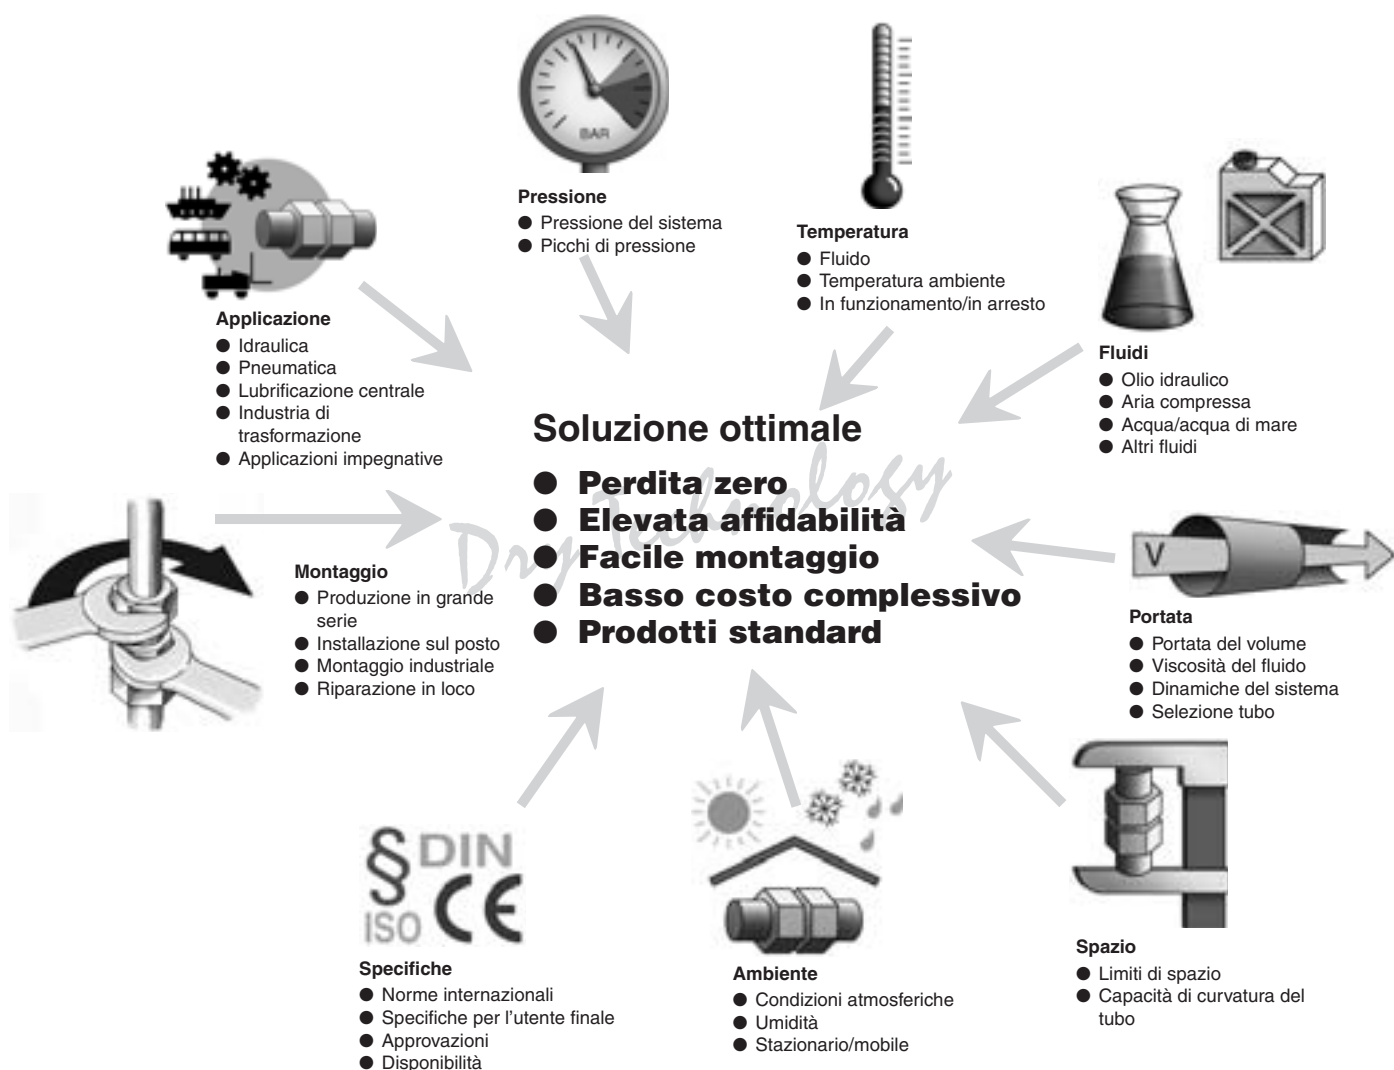 BAR
Pressione
● Pressione del sistema
● Picchi di pressione
Temperatura
● Fluido
● Temperatura ambiente
● In funzionamento/in arresto
Applicazione
● Idraulica
● Pneumatica
● Lubrificazione centrale
● Industria di
trasformazione
● Applicazioni impegnative
Fluidi
● Olio idraulico
● Aria compressa
● Acqua/acqua di mare
● Altri fluidi
Soluzione ottimale
● Perdita zero
● Elevata affidabilità
● Facile montaggio
● Basso costo complessivo
● Prodotti standard
Dry Technology
Montaggio
● Produzione in grande
serie
● Installazione sul posto
● Montaggio industriale
● Riparazione in loco
V
Portata
● Portata del volume
● Viscosità del fluido
● Dinamiche del sistema
● Selezione tubo
§ DIN
ISO CE
Specifiche
● Norme internazionali
● Specifiche per l'utente finale
● Approvazioni
● Disponibilità
Ambiente
● Condizioni atmosferiche
● Umidità
● Stazionario/mobile
Spazio
● Limiti di spazio
● Capacità di curvatura del
tubo